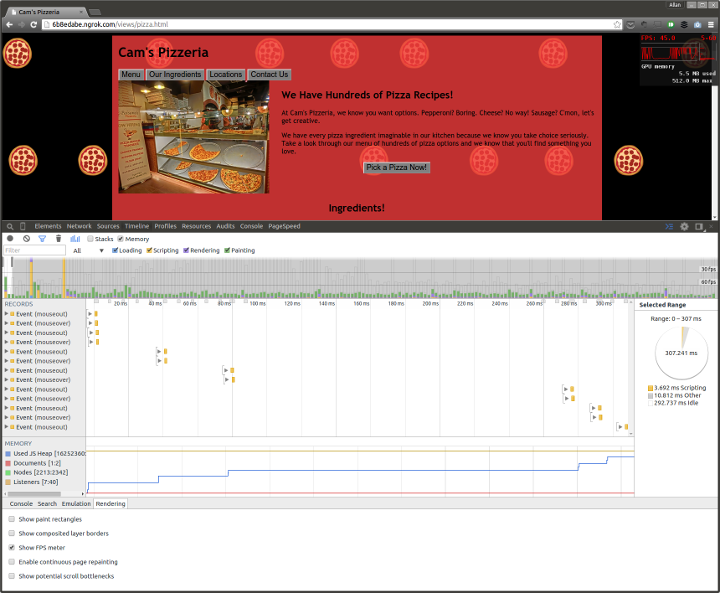 Cam's Pizzeria
Allan
6b8edabe.ngrok.com/views/pizza.html
Cam's Pizzeria
Menu Our Ingredients Locations Contact Us
We Have Hundreds of Pizza Recipes!
At Cam's Pizzeria, we know you want options. Pepperoni? Boring. Cheese? No way! Sausage? C'mon, let's
get creative.
We have every pizza ingredient imaginable in our kitchen because we know you take choice seriously.
Take a look through our menu of hundreds of pizza options and we know that you'll find something you
love.
Pick a Pizza Now!
Ingredients!
GPU memory
5.5 MB used
512.0 MB max
Elements Network Sources Timeline Profiles Resources Audits Console PageSpeed
Stacks Memory
Filter All Loading Scripting Rendering Painting
30 fps
60 fps
RECORDS 20 ms 40 ms 60 ms 80 ms 100 ms 120 ms 140 ms 160 ms 180 ms 200 ms 220 ms 240 ms 260 ms 280 ms 300 ms
Event (mouseout)
Event (mouseover)
Event (mouseout)
Event (mouseover)
Event (mouseout)
Event (mouseover)
Event (mouseout)
Event (mouseover)
Event (mouseout)
Event (mouseover)
Event (mouseout)
Event (mouseover)
Event (mouseout)
Selected Range
Range: 0 – 307 ms
307.241 ms
3.692 ms Scripting
10.812 ms Other
292.737 ms Idle
MEMORY
Used JS Heap [16252360:
Documents [1:2]
Nodes [2213:2342]
Listeners [7:40]
Console Search Emulation Rendering
Show paint rectangles
Show composited layer borders
Show FPS meter
Enable continuous page repainting
Show potential scroll bottlenecks